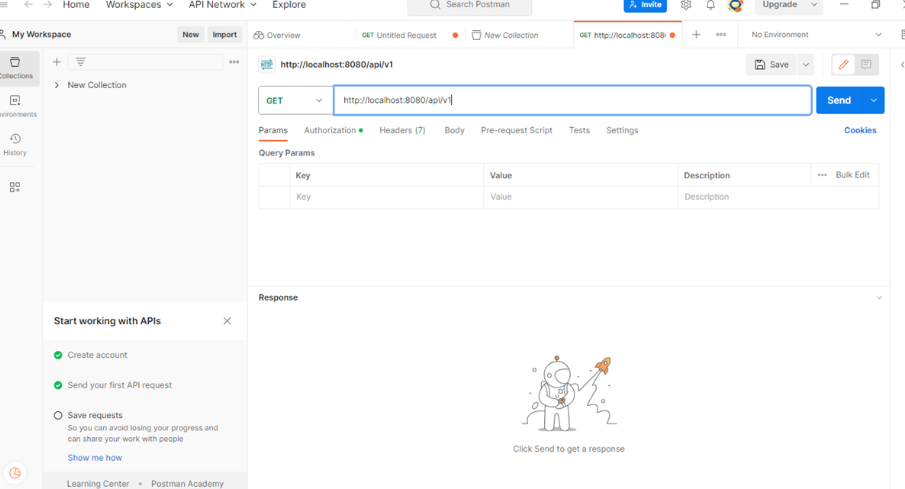 Home Workspaces API Network Explore Search Postman Invite Upgrade
My Workspace New Import Overview GET Untitled Request New Collection GET http://localhost:808 No Environment
Collections
New Collection
http://localhost:8080/api/v1 Save
GET http://localhost:8080/api/v1 Send
Params Authorization Headers (7) Body Pre-request Script Tests Settings Cookies
Query Params
Key Value Description Bulk Edit
Key Value Description
vironments
History
Response
Start working with APIs
Create account
Send your first API request
Save requests
So you can avoid losing your progress and
can share your work with people
Show me how
Click Send to get a response
Learning Center Postman Academy